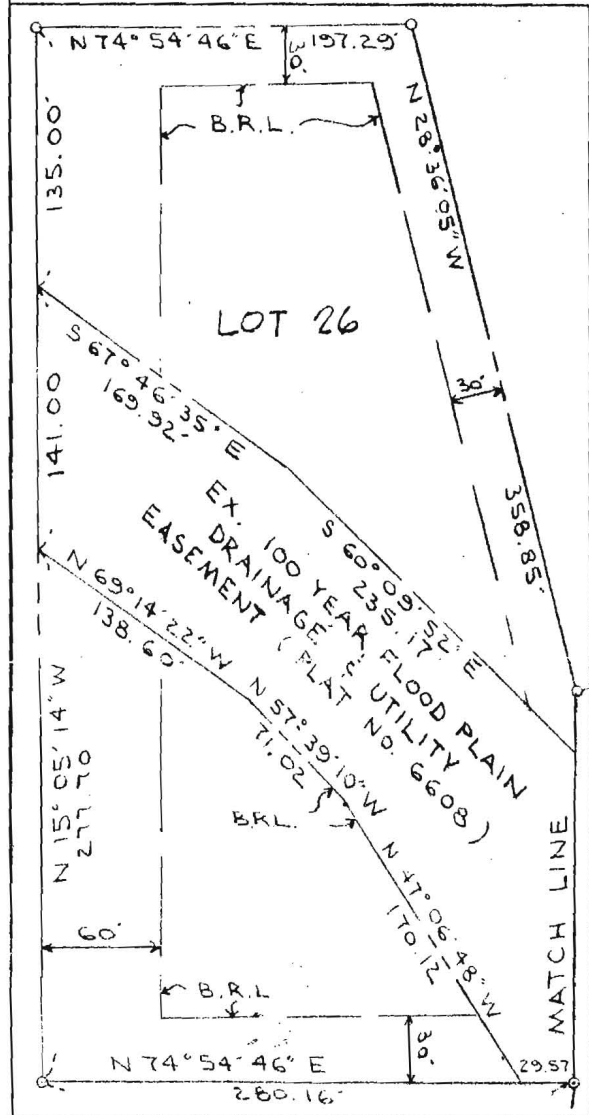 N 74° 54' 46" E
197.29'
30'
B.R.L.
135.00'
N 28° 36' 05" W
LOT 26
S 67° 46' 35" E
169.92'
30'
141.00
358.85'
S 60° 09' 52" E
235.17'
EX. 100 YEAR FLOOD PLAIN
DRAINAGE & UTILITY
EASEMENT (PLAT NO. 6608)
N 69° 14' 22" W
138.60'
N 57° 39' 10" W
71.02
B.R.L.
N 15° 05' 14" W
277.70
N 47° 06' 48" W
170.12
MATCH LINE
60'
B.R.L
30'
N 74° 54' 46" E
280.16'
29.57